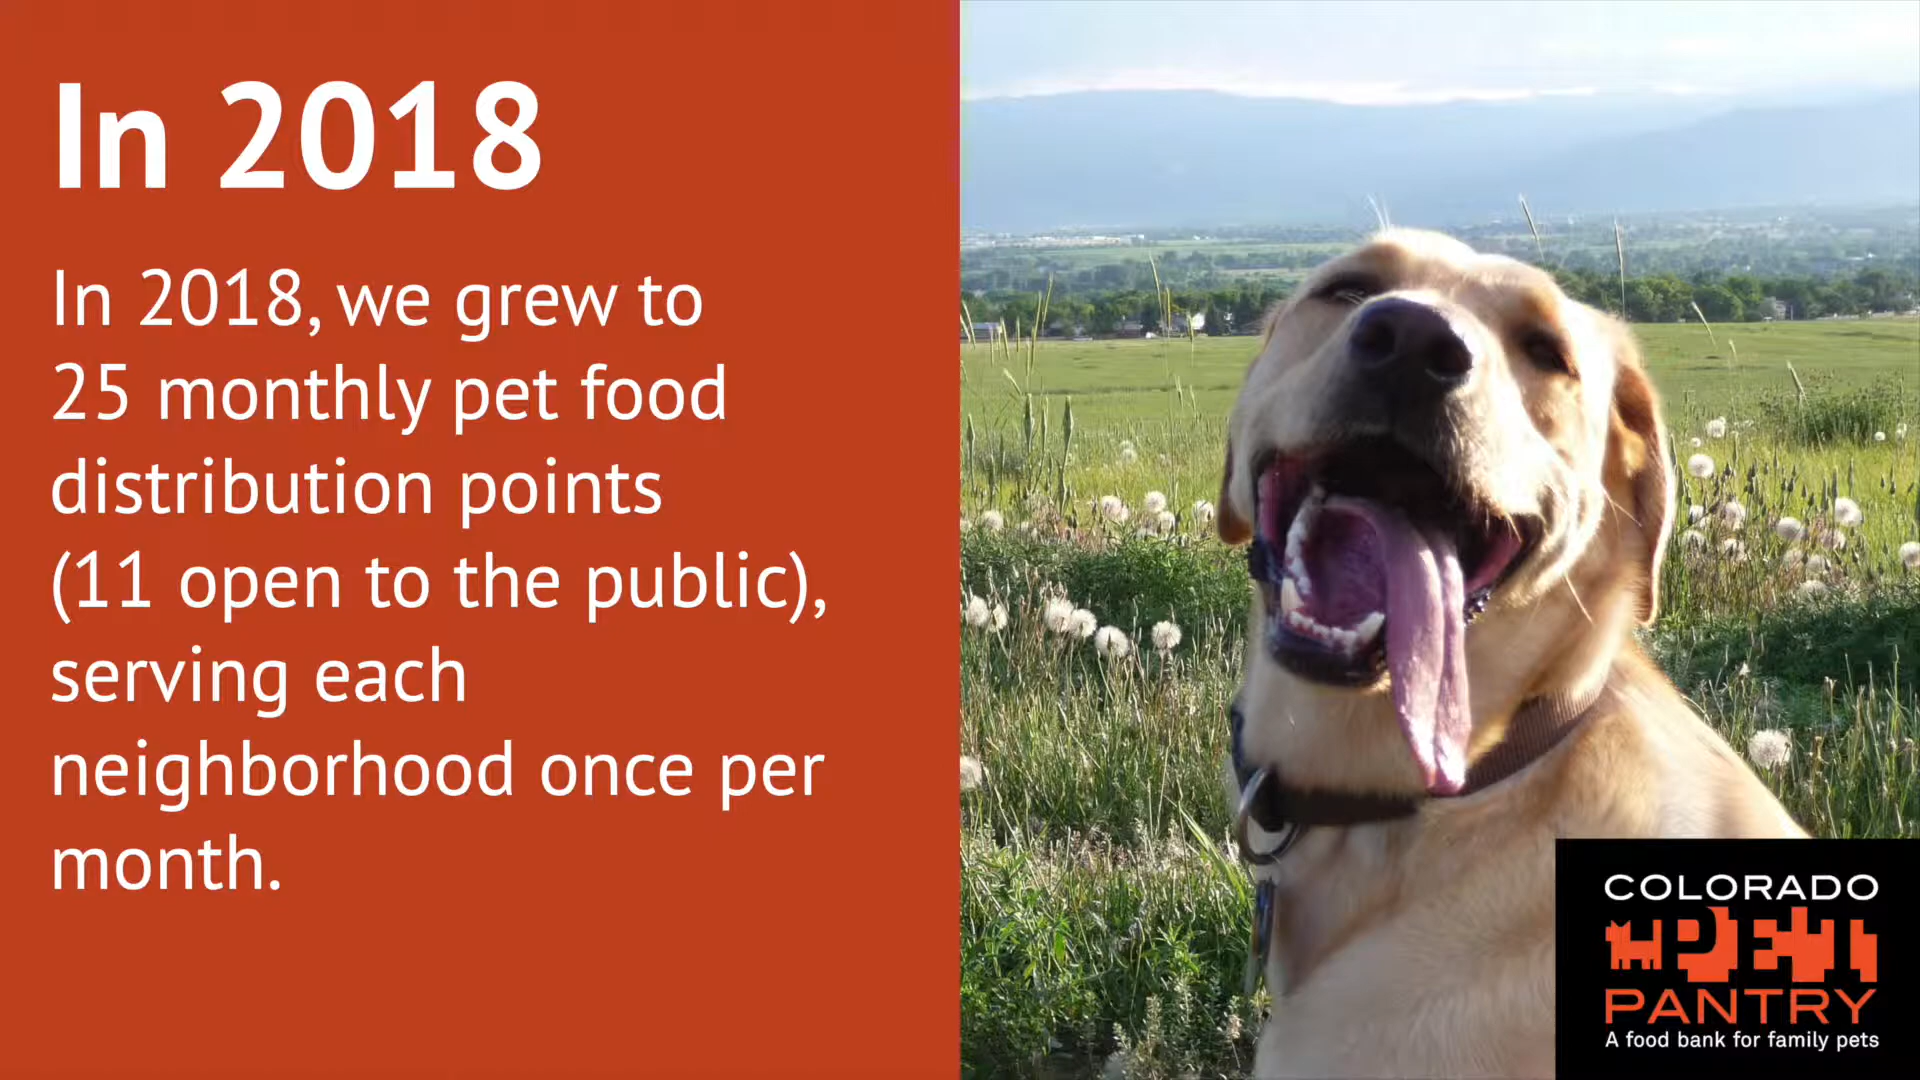 In 2018
In 2018, we grew to
25 monthly pet food
distribution points
(11 open to the public),
serving each
neighborhood once per
month.
COLORADO
PET
PANTRY
A food bank for family pets